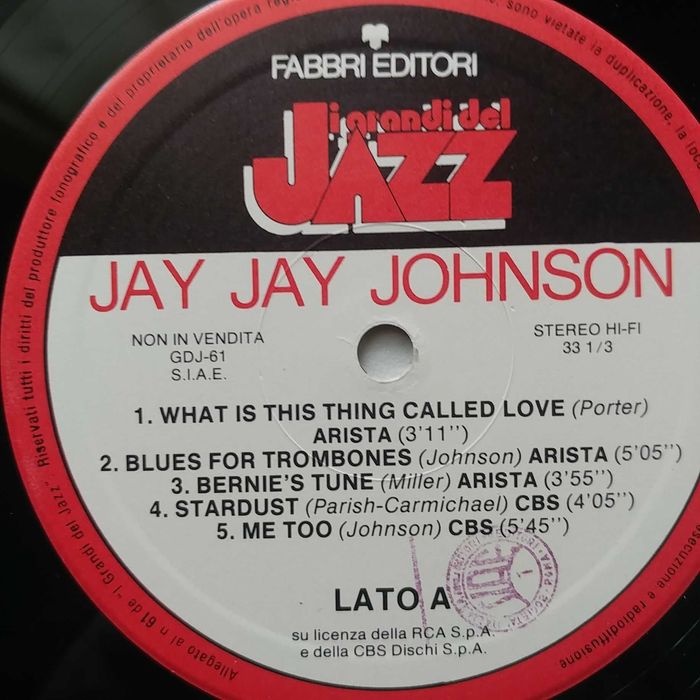 FABBRI EDITORI
i grandi del
JAZZ
JAY JAY JOHNSON
NON IN VENDITA
GDJ-61
S.I.A.E.
STEREO HI-FI
33 1/3
1. WHAT IS THIS THING CALLED LOVE (Porter)
ARISTA (3'11'')
2. BLUES FOR TROMBONES (Johnson) ARISTA (5'05'')
3. BERNIE'S TUNE (Miller) ARISTA (3'55'')
4. STARDUST (Parish-Carmichael) CBS (4'05'')
5. ME TOO (Johnson) CBS (5'45'')
LATO A
su licenza della RCA S.p.A.
e della CBS Dischi S.p.A.
Allegato al n 61 de "I Grandi del Jazz" Riservati tutti i diritti del produttore fonografico e del proprietario dell'opera
sono vietate la duplicazione, la
esecuzione e radiodiffusione